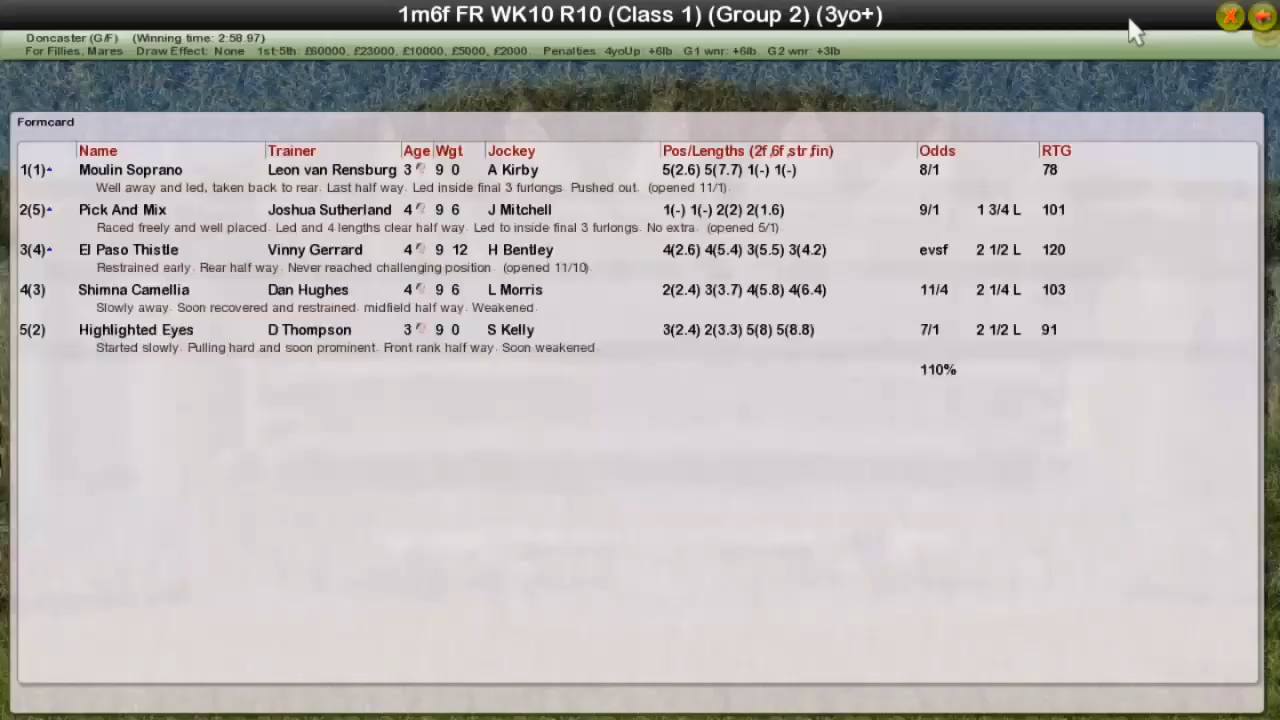 1m6f FR WK10 R10 (Class 1) (Group 2) (3yo+)
Doncaster (G/F) (Winning time: 2:58.97)
For Fillies, Mares Draw Effect: None 1st-5th: £60000, £23000, £10000, £5000, £2000. Penalties: 4yoUp +6lb, G1 wnr: +6lb, G2 wnr: +3lb
Formcard
Name Trainer Age Wgt Jockey Pos/Lengths (2f,6f,str,fin) Odds RTG
1(1) Moulin Soprano Leon van Rensburg 3 9 0 A Kirby 5(2.6) 5(7.7) 1(-) 1(-) 8/1 78
Well away and led, taken back to rear. Last half way. Led inside final 3 furlongs. Pushed out. (opened 11/1).
2(5) Pick And Mix Joshua Sutherland 4 9 6 J Mitchell 1(-) 1(-) 2(2) 2(1.6) 9/1 1 3/4 L 101
Raced freely and well placed. Led and 4 lengths clear half way. Led to inside final 3 furlongs. No extra. (opened 5/1).
3(4) El Paso Thistle Vinny Gerrard 4 9 12 H Bentley 4(2.6) 4(5.4) 3(5.5) 3(4.2) evsf 2 1/2 L 120
Restrained early. Rear half way. Never reached challenging position. (opened 11/10).
4(3) Shimna Camellia Dan Hughes 4 9 6 L Morris 2(2.4) 3(3.7) 4(5.8) 4(6.4) 11/4 2 1/4 L 103
Slowly away. Soon recovered and restrained. midfield half way. Weakened.
5(2) Highlighted Eyes D Thompson 3 9 0 S Kelly 3(2.4) 2(3.3) 5(8) 5(8.8) 7/1 2 1/2 L 91
Started slowly. Pulling hard and soon prominent. Front rank half way. Soon weakened.
110%